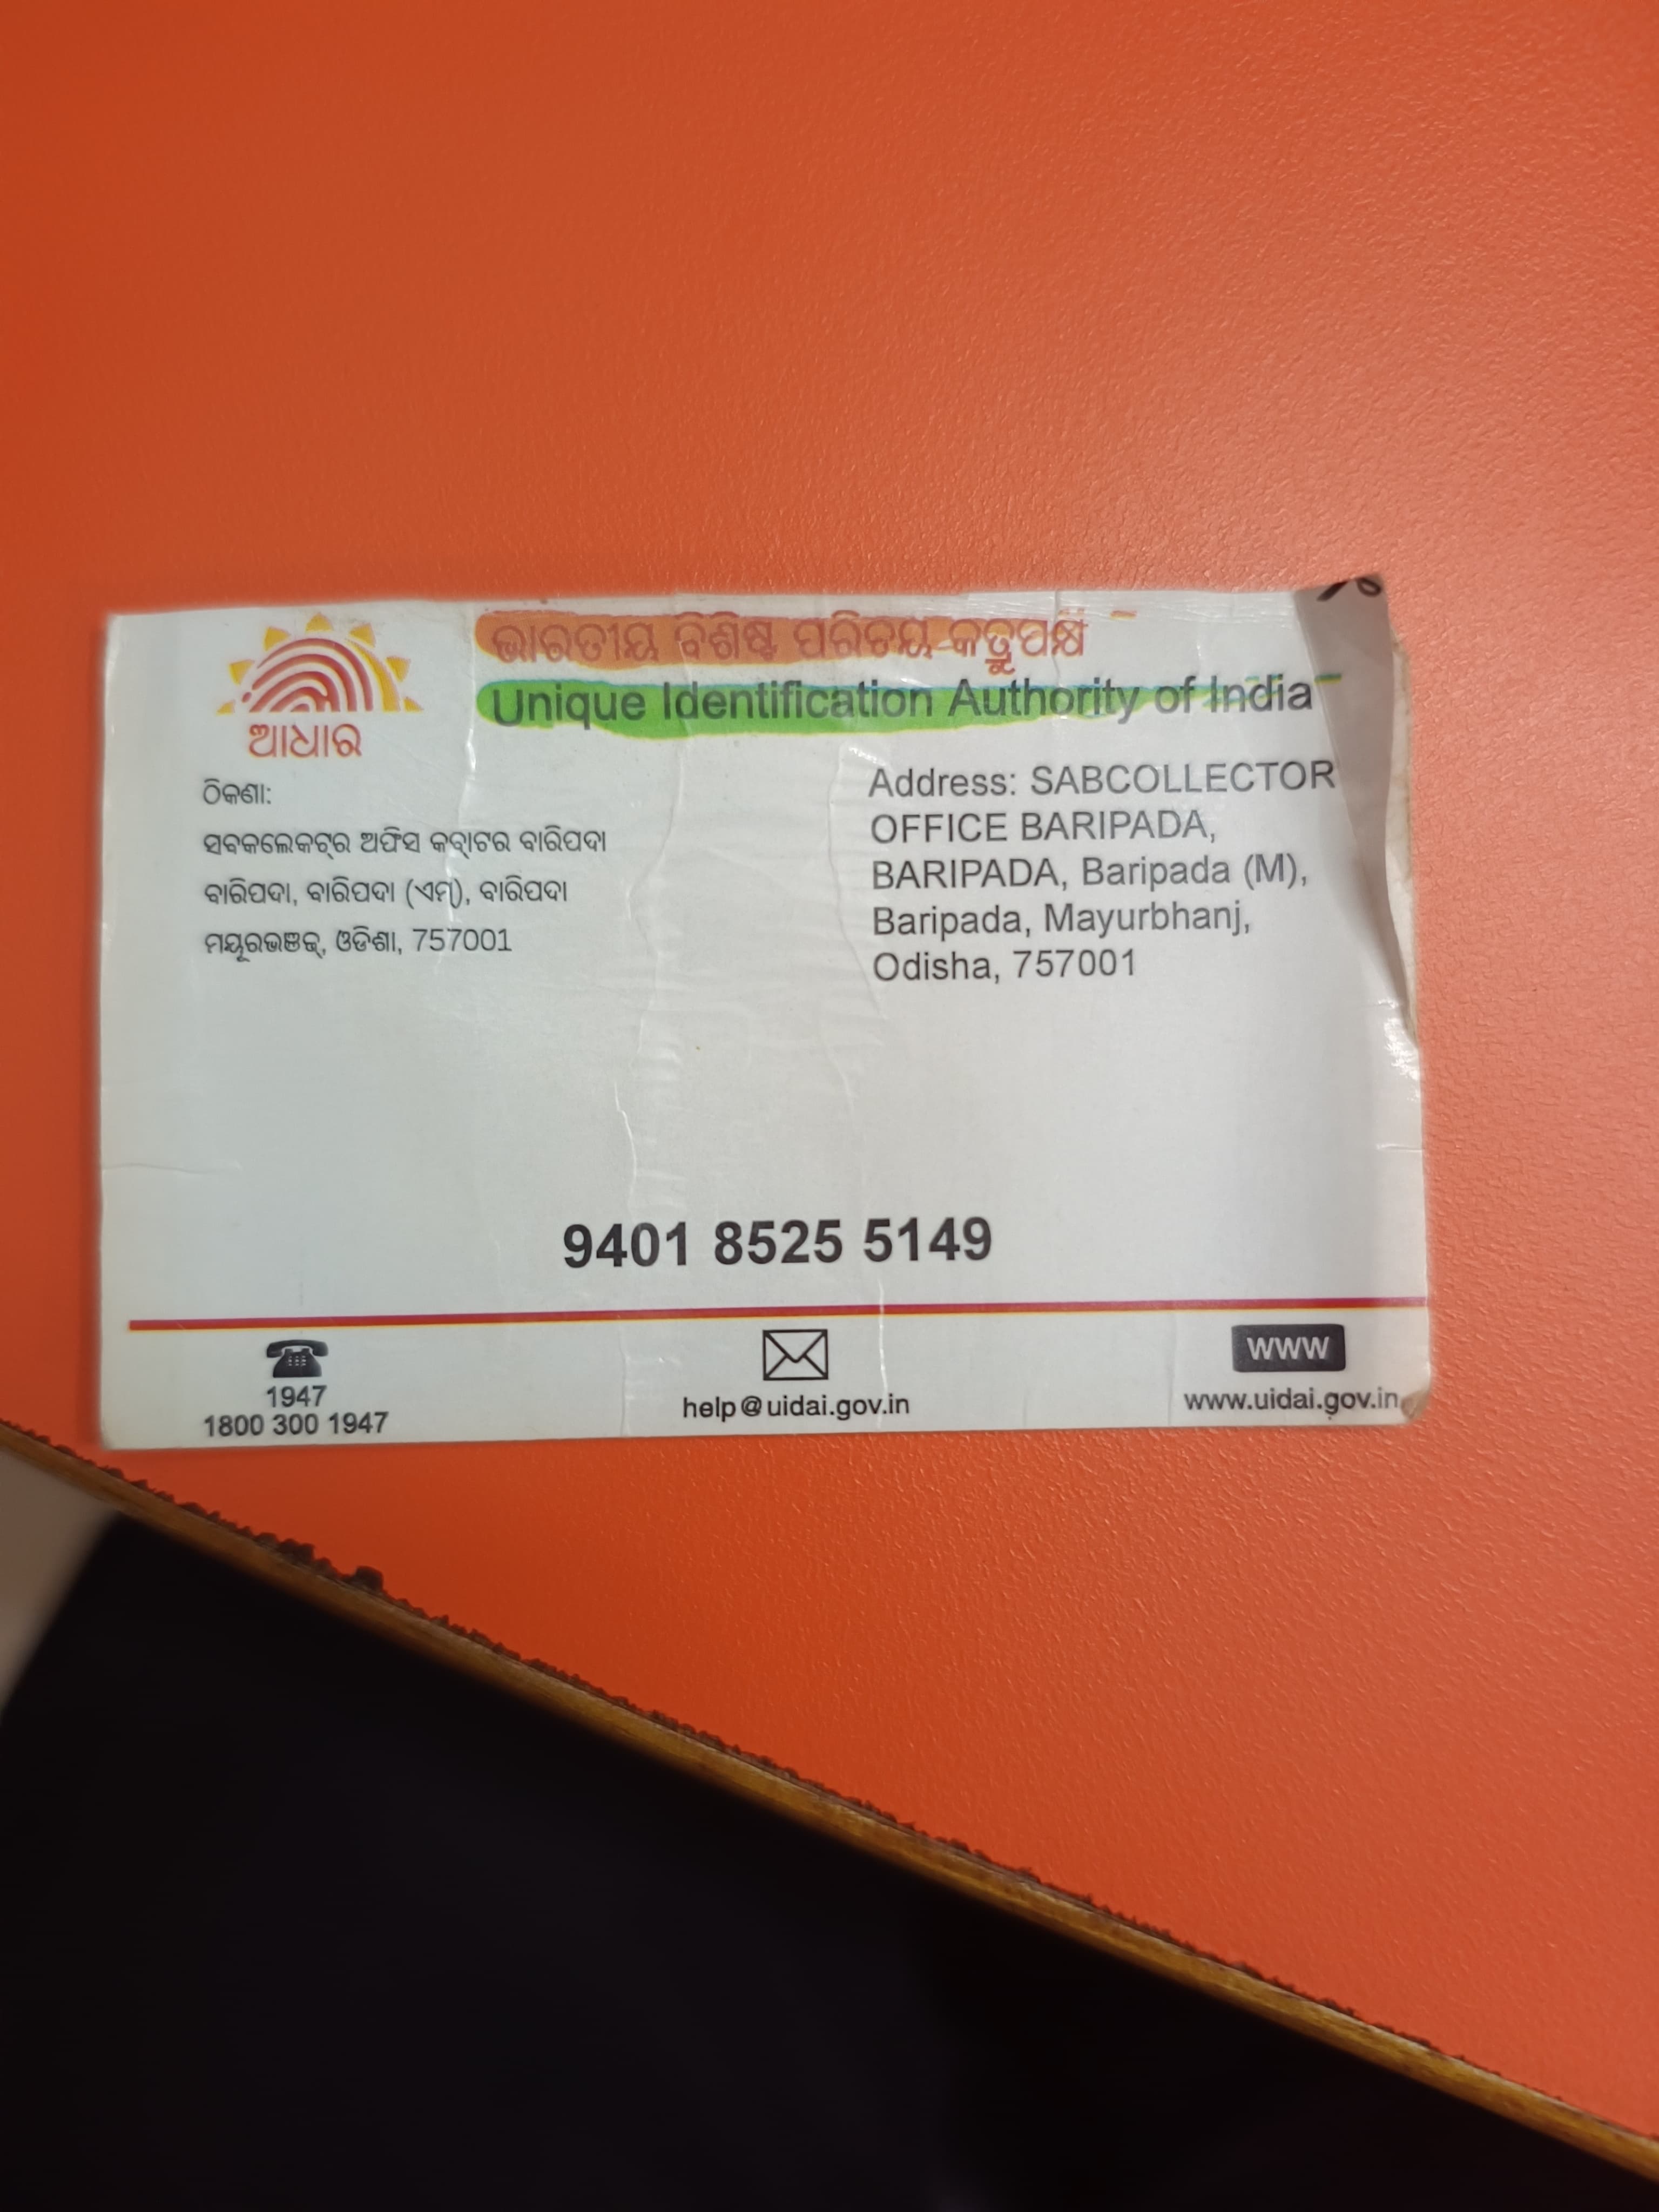 ଭାରତୀୟ ବିଶିଷ୍ଟ ପରିଚୟ କର୍ତ୍ତୃପକ୍ଷ
Unique Identification Authority of India
ଆଧାର
ଠିକଣା:
ସବକଲେକଟ୍ର ଅଫିସ କବ୍ାଟର ବାରିପଦା
ବାରିପଦା, ବାରିପଦା (ଏମ୍), ବାରିପଦା
ମୟୂରଭଞ୍ଜ, ଓଡିଶା, 757001
Address: SABCOLLECTOR
OFFICE BARIPADA,
BARIPADA, Baripada (M),
Baripada, Mayurbhanj,
Odisha, 757001
9401 8525 5149
1947
1800 300 1947
help@uidai.gov.in
WWW
www.uidai.gov.in